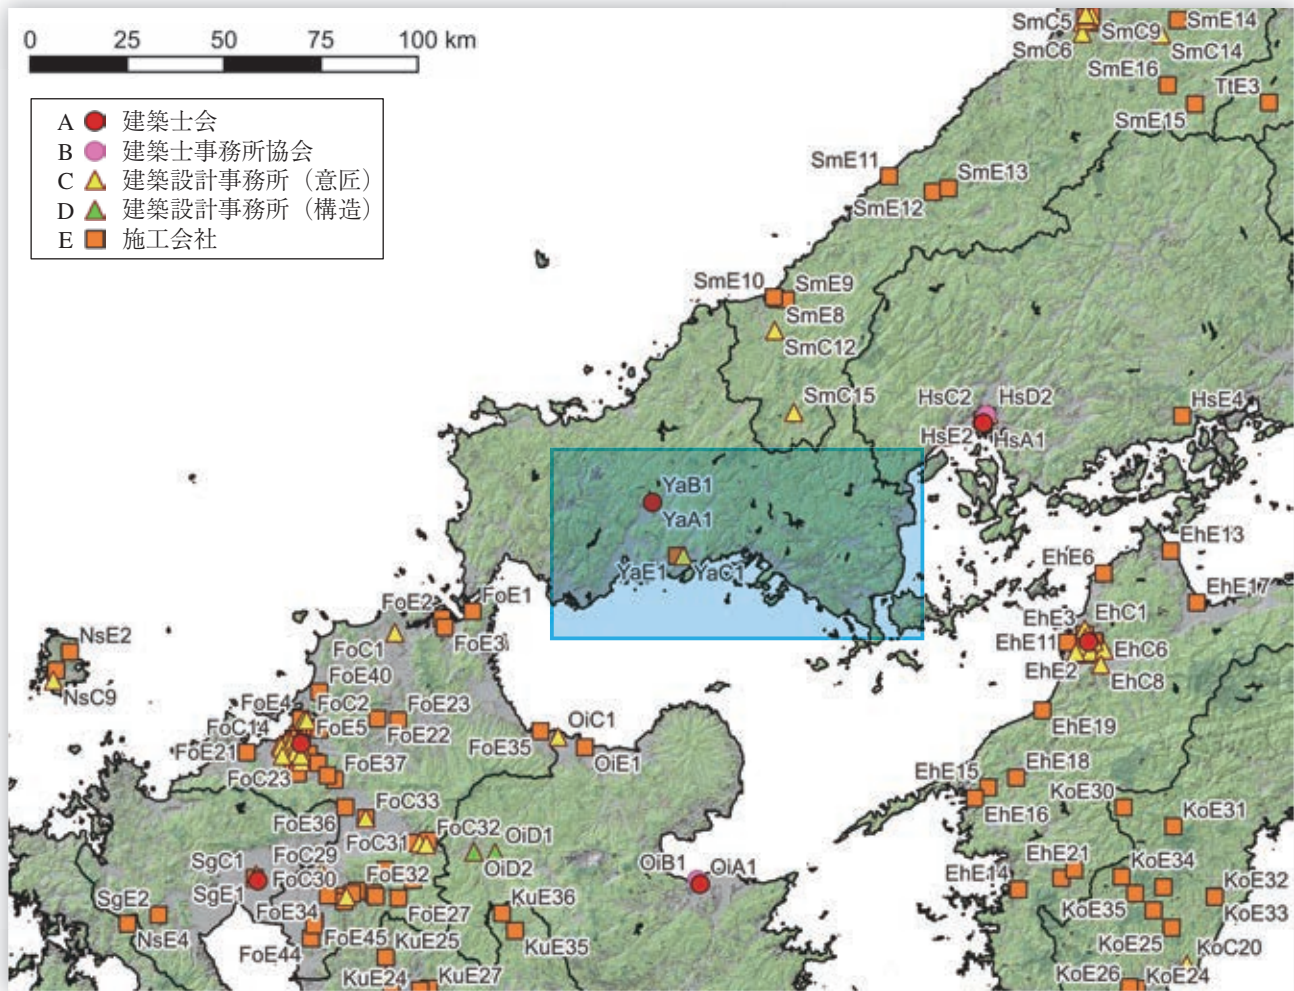 0 25 50 75 100 km
A 建築士会
B 建築士事務所協会
C 建築設計事務所（意匠）
D 建築設計事務所（構造）
E 施工会社
SmC5
SmC9
SmE14
SmC6
SmC14
SmE16
TtE3
SmE15
SmE11
SmE13
SmE12
SmE10
SmE9
SmE8
SmC12
SmC15
HsC2
HsD2
HsE4
HsE2
HsA1
YaB1
YaA1
YaE1
YaC1
EhE13
EhE6
EhE17
EhE3
EhC1
EhE11
EhC6
EhE2
EhC8
EhE19
FoE2
FoE1
FoE3
FoC1
NsE2
NsC9
FoE40
FoE4
FoC2
FoE23
FoC14
FoE5
FoE22
FoE21
FoE37
FoC23
FoE35
OiC1
OiE1
EhE15
EhE18
EhE16
KoE30
KoE31
FoC33
FoE36
FoC31
FoC32
OiD1
OiD2
SgC1
FoC29
FoC30
FoE32
OiB1
OiA1
EhE21
KoE34
EhE14
KoE32
KoE33
KoE35
SgE1
SgE2
NsE4
FoE34
FoE27
KuE36
KuE35
FoE45
KuE25
FoE44
KuE24
KuE27
KoE25
KoC20
KoE26
KoE24